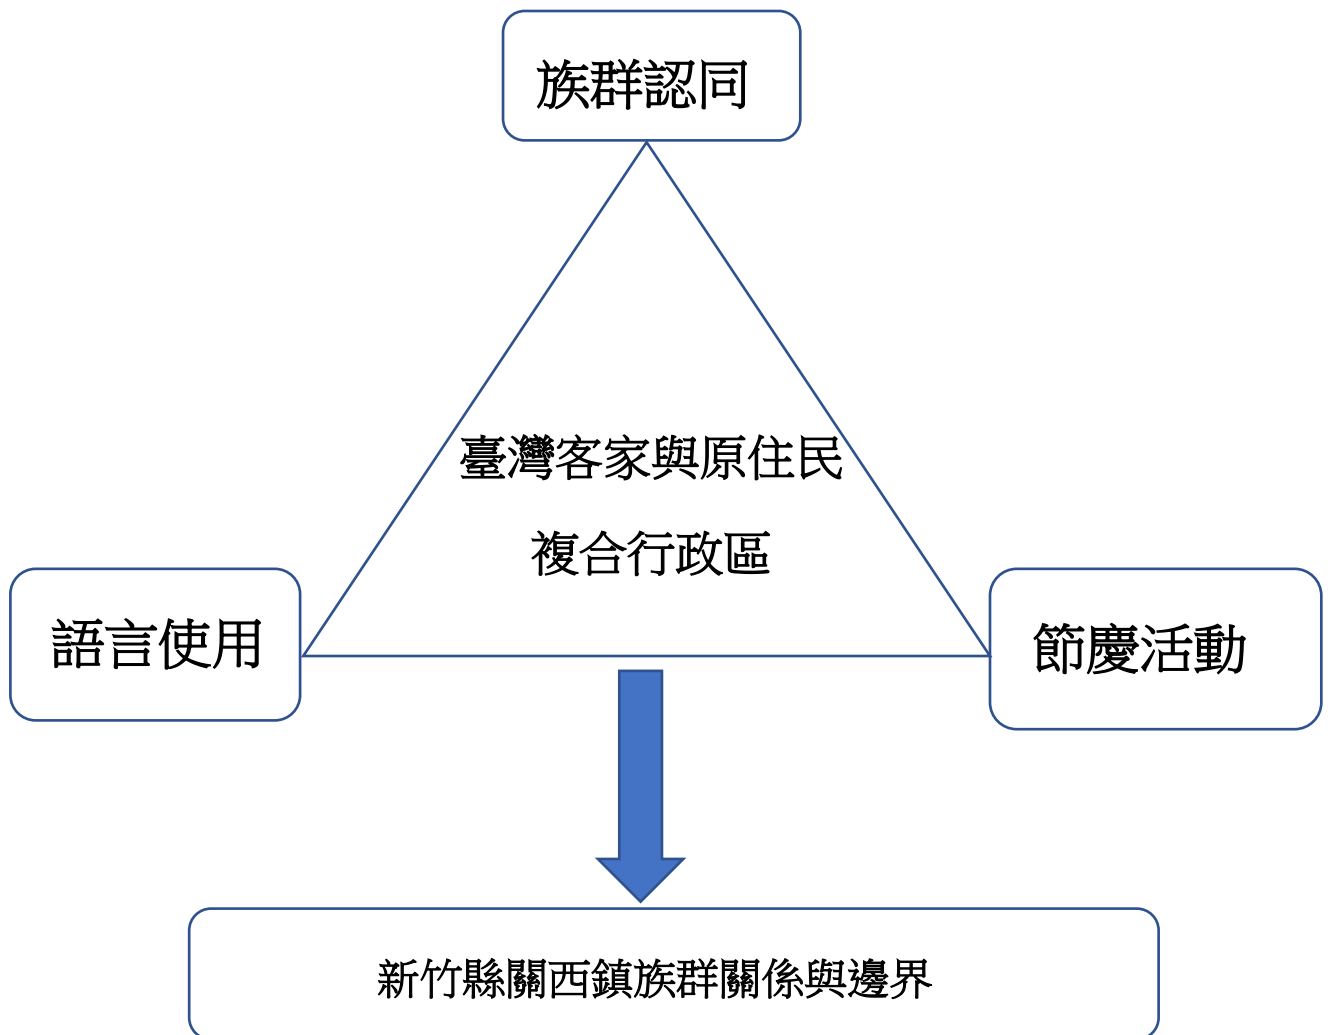 族群認同
臺灣客家與原住民
複合行政區
語言使用
節慶活動
新竹縣關西鎮族群關係與邊界